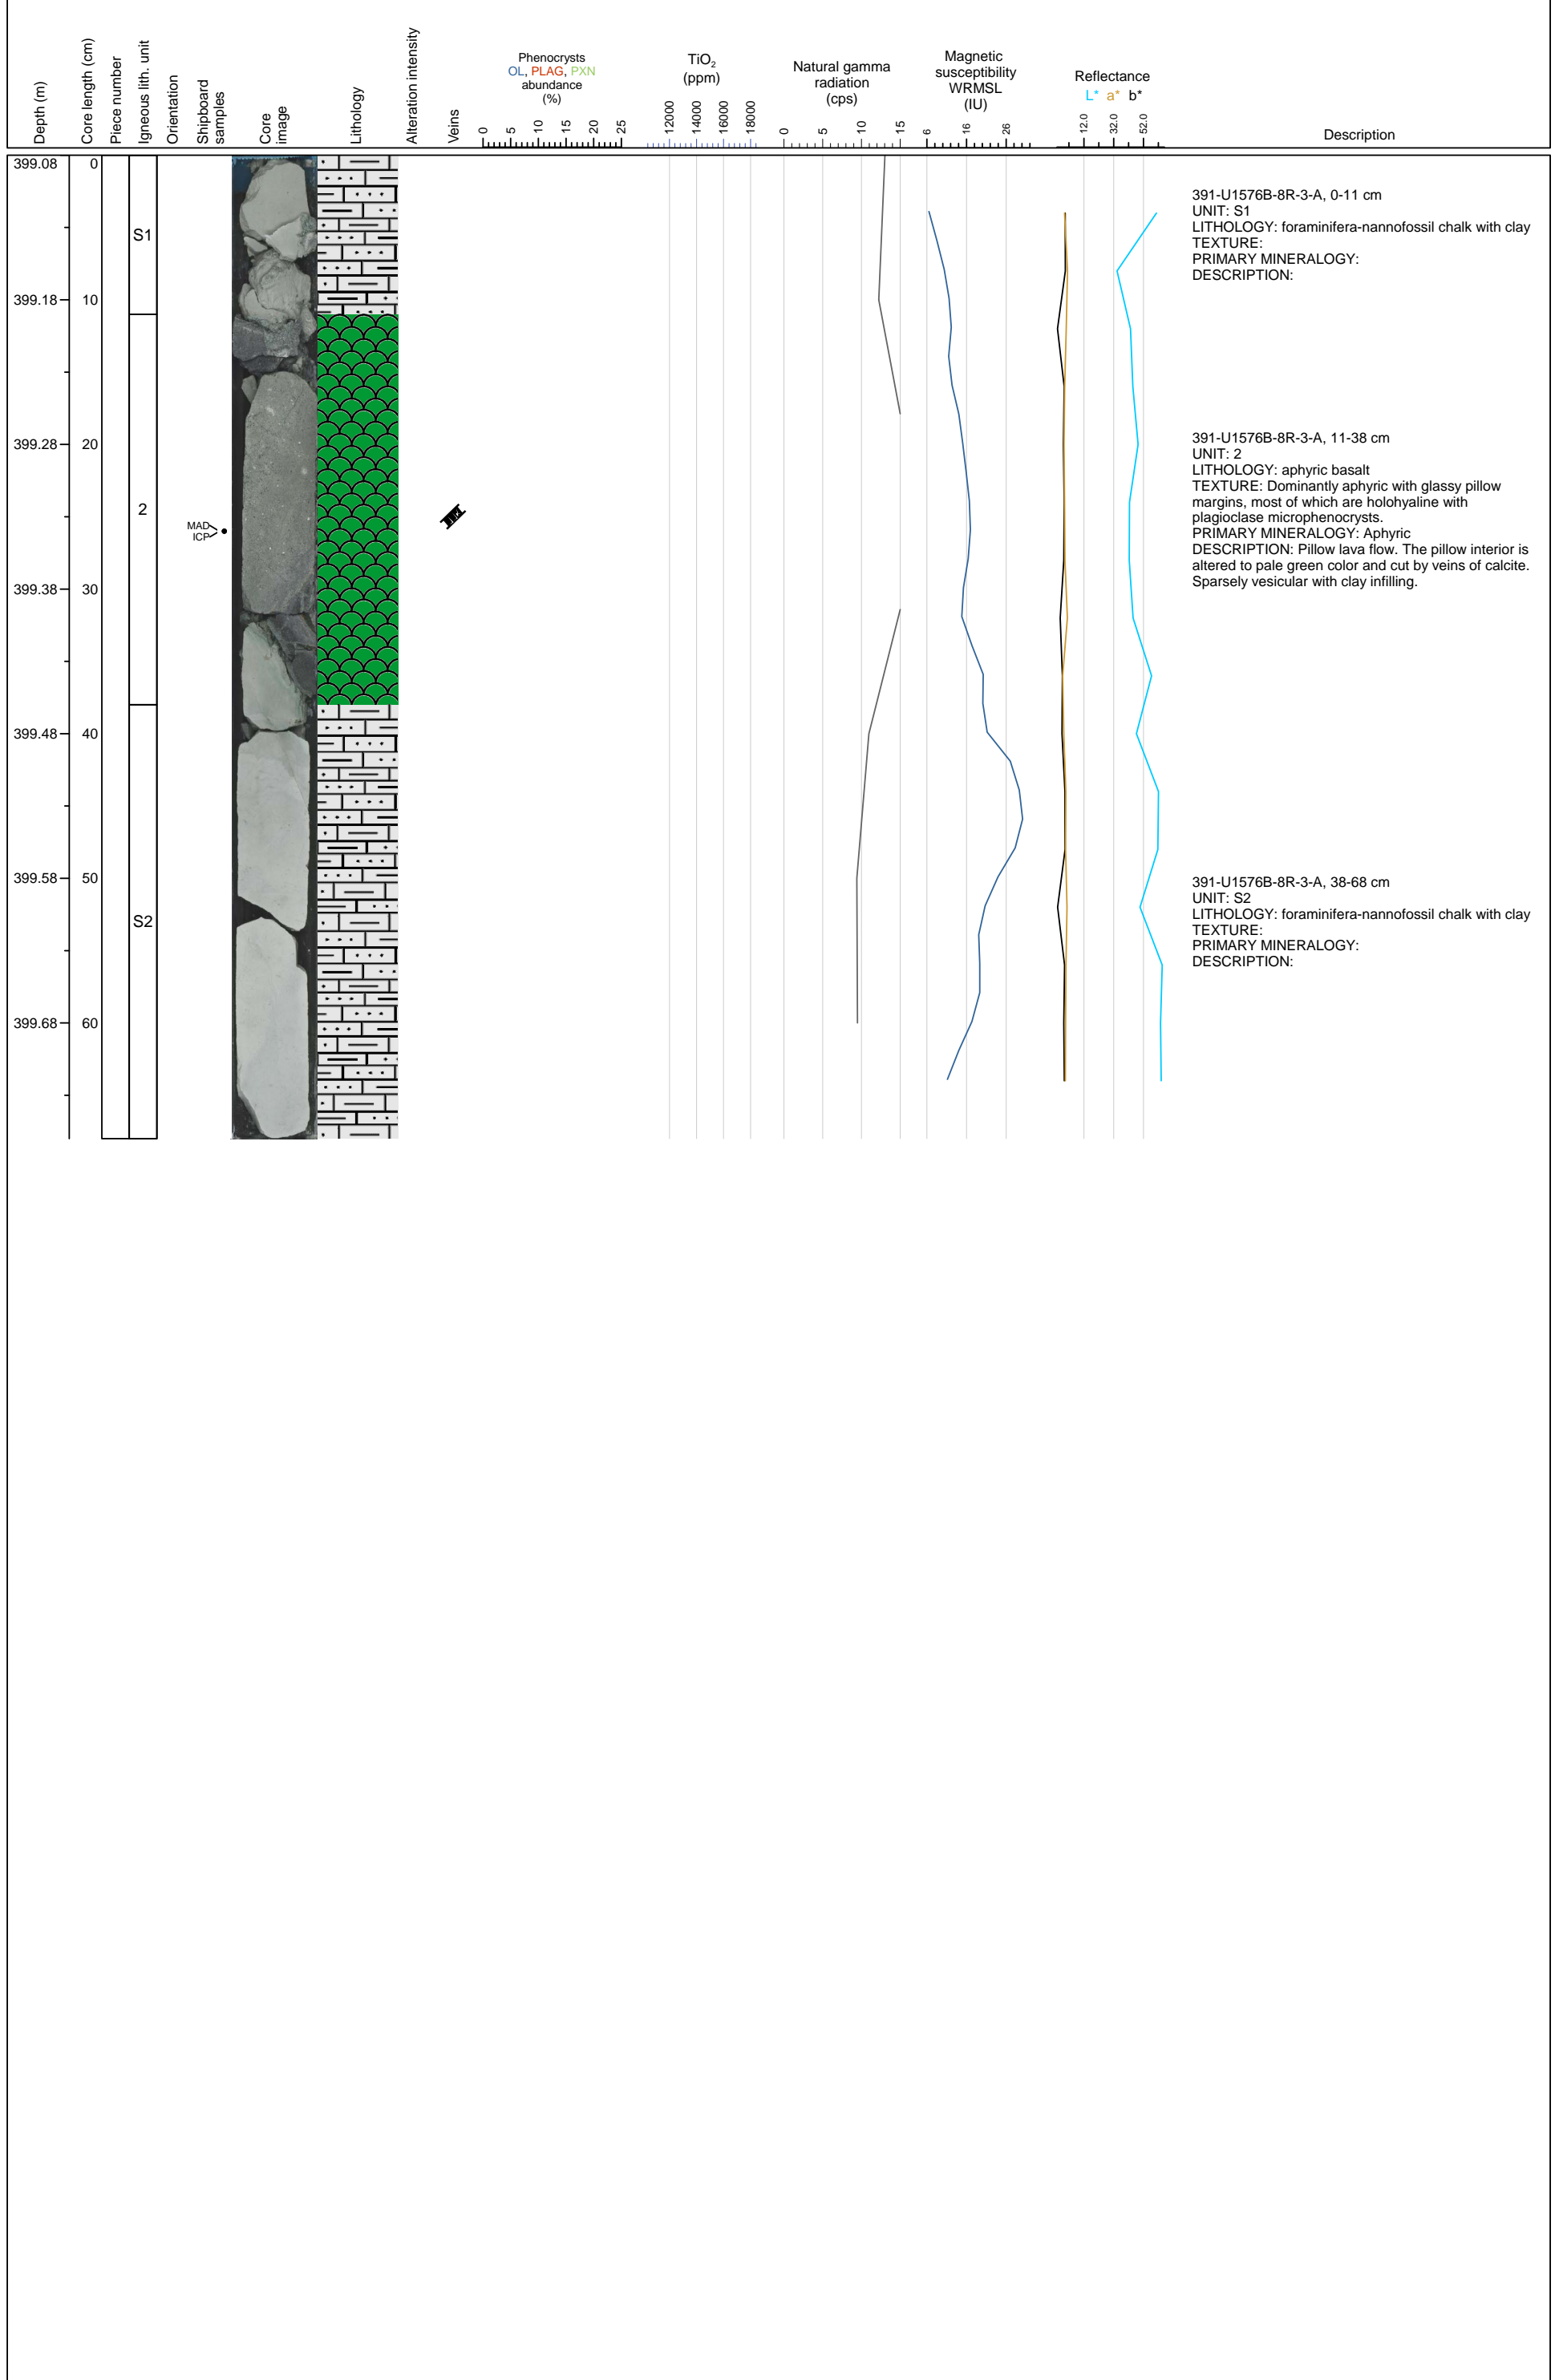 Depth (m)
Core length (cm)
Piece number
Igneous lith. unit
Orientation
Shipboard
samples
Core
image
Lithology
Alteration intensity
Veins
Phenocrysts
OL, PLAG, PXN
abundance
(%)
0 5 10 15 20 25
TiO2
(ppm)
12000 14000 16000 18000
Natural gamma
radiation
(cps)
0 5 10 15
Magnetic
susceptibility
WRMSL
(IU)
6 16 26
Reflectance
L* a* b*
12.0 32.0 52.0
Description
399.08 0
399.18 10
399.28 20
399.38 30
399.48 40
399.58 50
399.68 60
S1
2
S2
MAD
ICP
391-U1576B-8R-3-A, 0-11 cm
UNIT: S1
LITHOLOGY: foraminifera-nannofossil chalk with clay
TEXTURE:
PRIMARY MINERALOGY:
DESCRIPTION:
391-U1576B-8R-3-A, 11-38 cm
UNIT: 2
LITHOLOGY: aphyric basalt
TEXTURE: Dominantly aphyric with glassy pillow
margins, most of which are holohyaline with
plagioclase microphenocrysts.
PRIMARY MINERALOGY: Aphyric
DESCRIPTION: Pillow lava flow. The pillow interior is
altered to pale green color and cut by veins of calcite.
Sparsely vesicular with clay infilling.
391-U1576B-8R-3-A, 38-68 cm
UNIT: S2
LITHOLOGY: foraminifera-nannofossil chalk with clay
TEXTURE:
PRIMARY MINERALOGY:
DESCRIPTION: